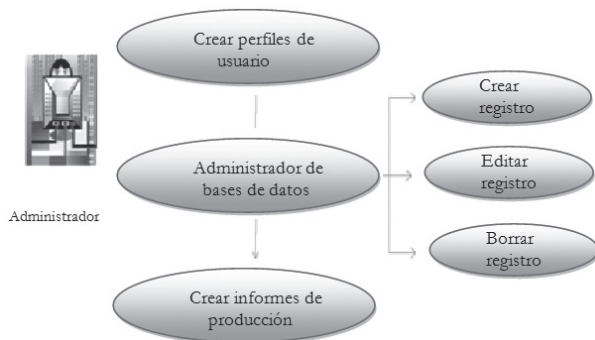 Crear perfiles de
usuario
Crear
registro
Administrador de
bases de datos
Editar
registro
Administrador
Borrar
registro
Crear informes de
producción